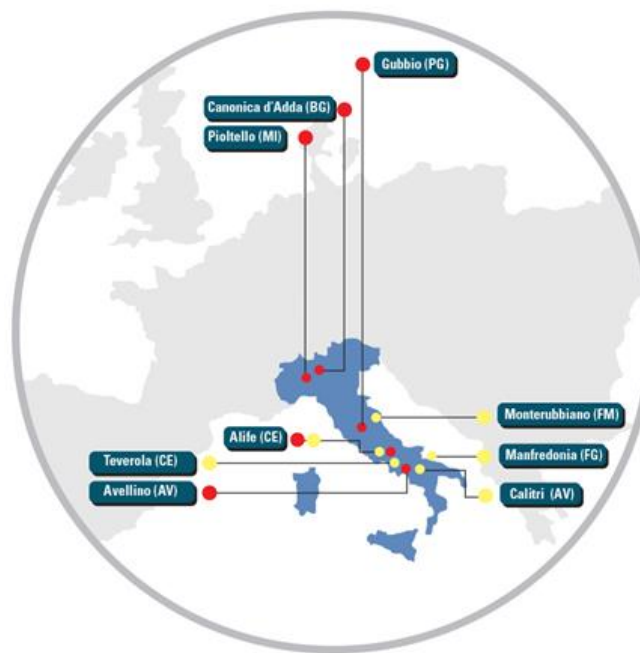 Gubbio (PG)
Canonica d'Adda (BG)
Pioltello (MI)
Monterubbiano (FM)
Alife (CE)
Manfredonia (FG)
Teverola (CE)
Avellino (AV)
Calitri (AV)